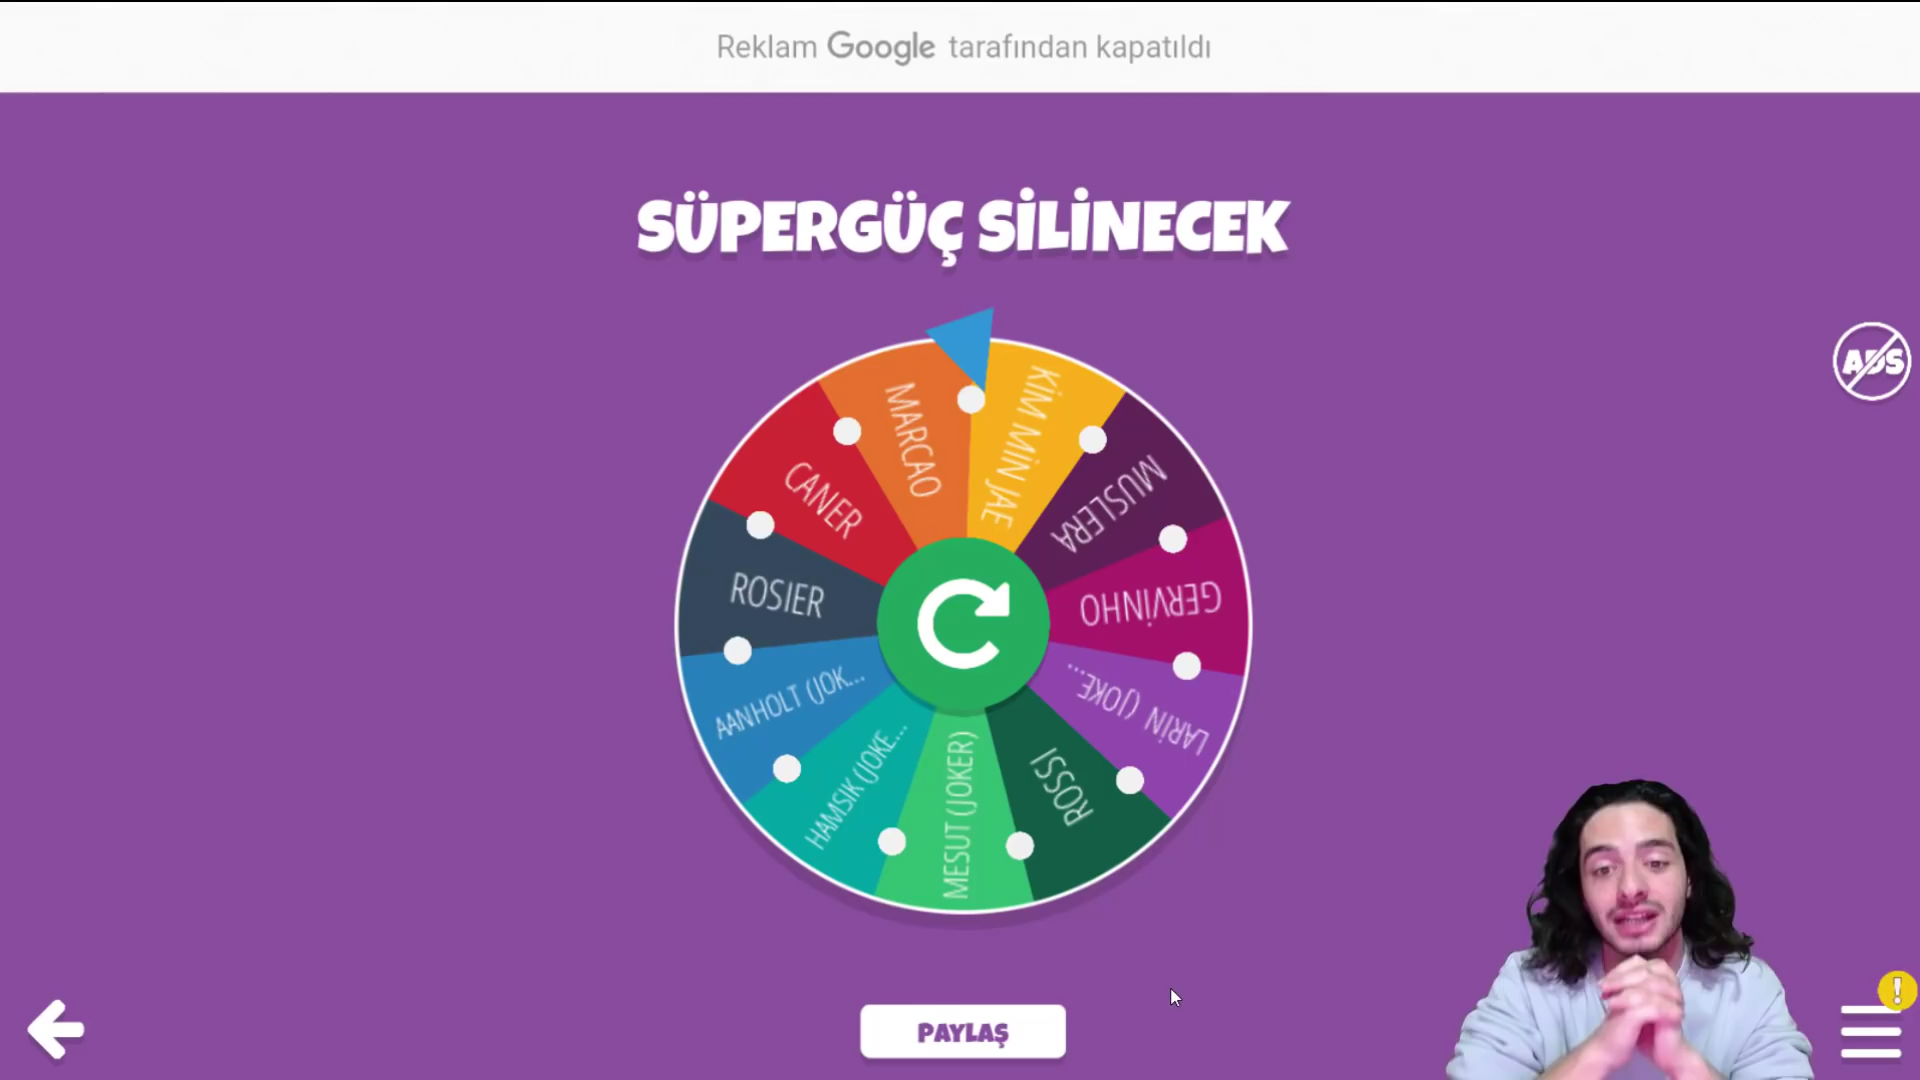 Reklam Google tarafından kapatıldı
SÜPERGÜÇ SİLİNECEK
ADS
MARCAO
KİM MİN JAE
CANER
MUSLERA
ROSIER
GERVİNHO
AANHOLT (JOK...
LARİN (JOKE...
HAMSIK (JOKE...
MESUT (JOKER)
ROSSI
PAYLAŞ
!